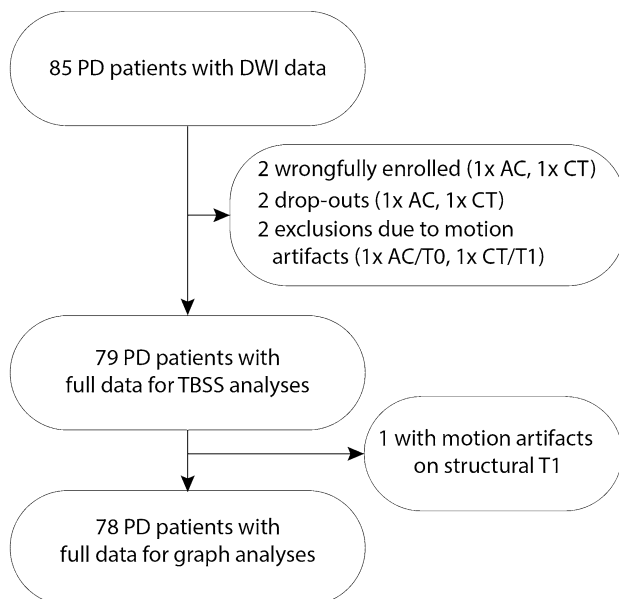 85 PD patients with DWI data
2 wrongfully enrolled (1x AC, 1x CT)
2 drop-outs (1x AC, 1x CT)
2 exclusions due to motion
artifacts (1x AC/T0, 1x CT/T1)
79 PD patients with
full data for TBSS analyses
1 with motion artifacts
on structural T1
78 PD patients with
full data for graph analyses